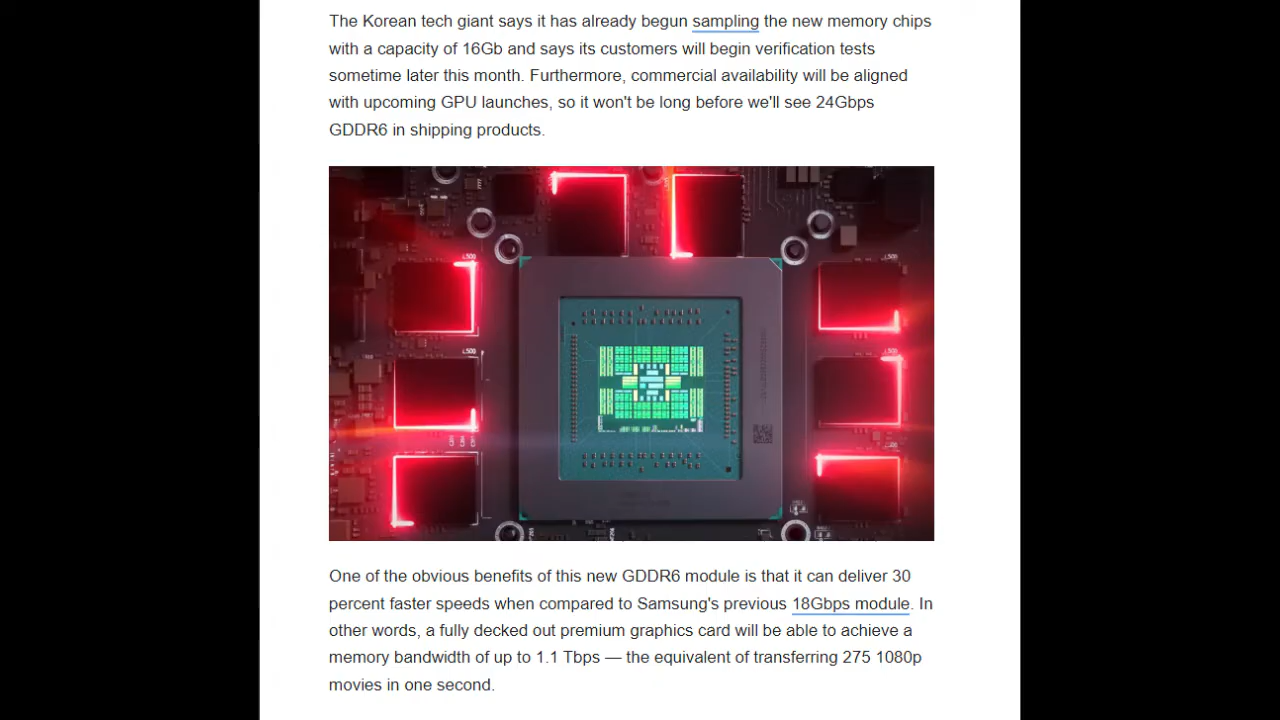 The Korean tech giant says it has already begun sampling the new memory chips
with a capacity of 16Gb and says its customers will begin verification tests
sometime later this month. Furthermore, commercial availability will be aligned
with upcoming GPU launches, so it won't be long before we'll see 24Gbps
GDDR6 in shipping products.
L500
L500
L500
L500
One of the obvious benefits of this new GDDR6 module is that it can deliver 30
percent faster speeds when compared to Samsung's previous 18Gbps module. In
other words, a fully decked out premium graphics card will be able to achieve a
memory bandwidth of up to 1.1 Tbps — the equivalent of transferring 275 1080p
movies in one second.